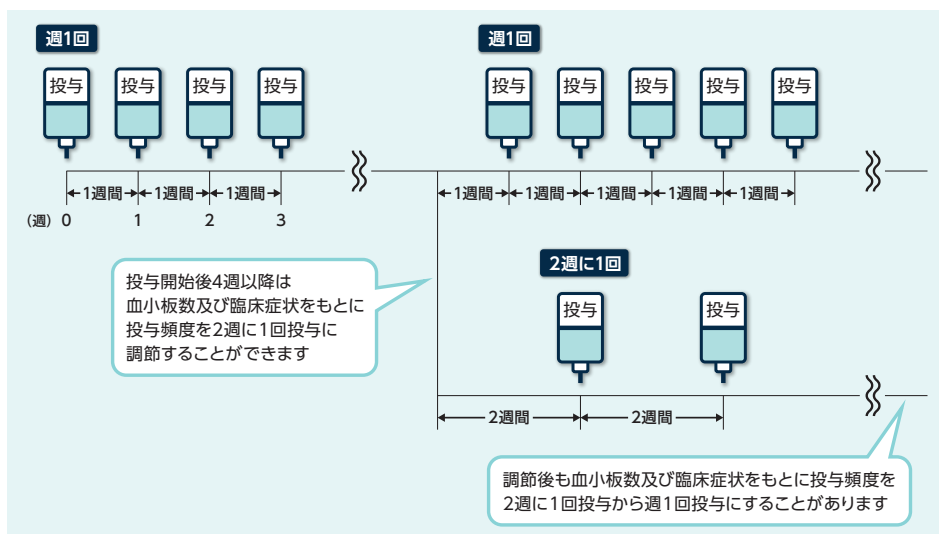 週1回
投与 投与 投与 投与
1週間 1週間 1週間
(週) 0 1 2 3
週1回
投与 投与 投与 投与 投与
1週間 1週間 1週間 1週間 1週間
投与開始後4週以降は
血小板数及び臨床症状をもとに
投与頻度を2週に1回投与に
調節することができます
2週に1回
投与 投与
2週間 2週間
調節後も血小板数及び臨床症状をもとに投与頻度を
2週に1回投与から週1回投与にすることがあります